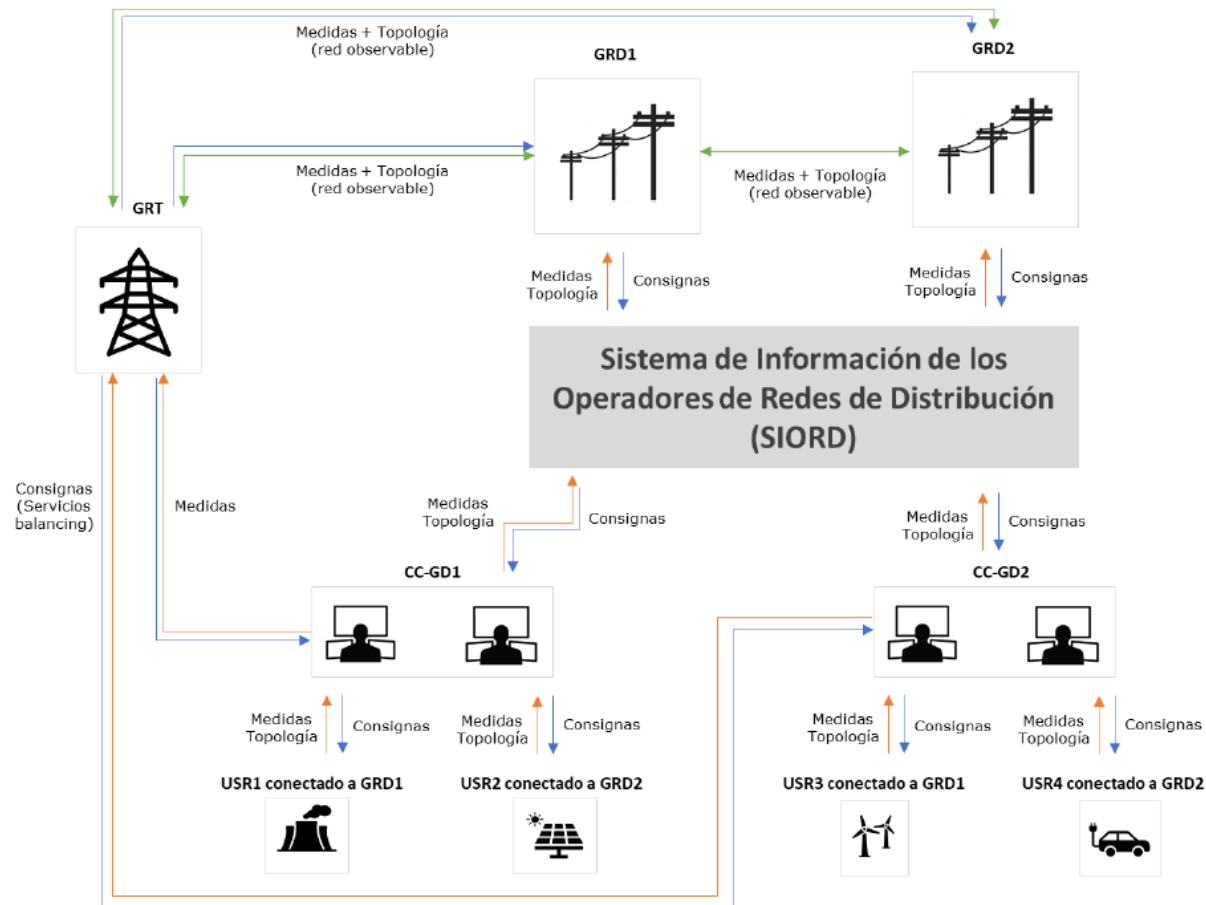 Medidas + Topología
(red observable)
GRD1
GRD2
Medidas + Topología
(red observable)
Medidas + Topología
(red observable)
GRT
Medidas
Topología
Consignas
Medidas
Topología
Consignas
Sistema de Información de los
Operadores de Redes de Distribución
(SIORD)
Consignas
(Servicios
balancing)
Medidas
Medidas
Topología
Consignas
Medidas
Topología
Consignas
CC-GD1
CC-GD2
Medidas
Topología
Consignas
Medidas
Topología
Consignas
Medidas
Topología
Consignas
Medidas
Topología
Consignas
USR1 conectado a GRD1
USR2 conectado a GRD2
USR3 conectado a GRD1
USR4 conectado a GRD2